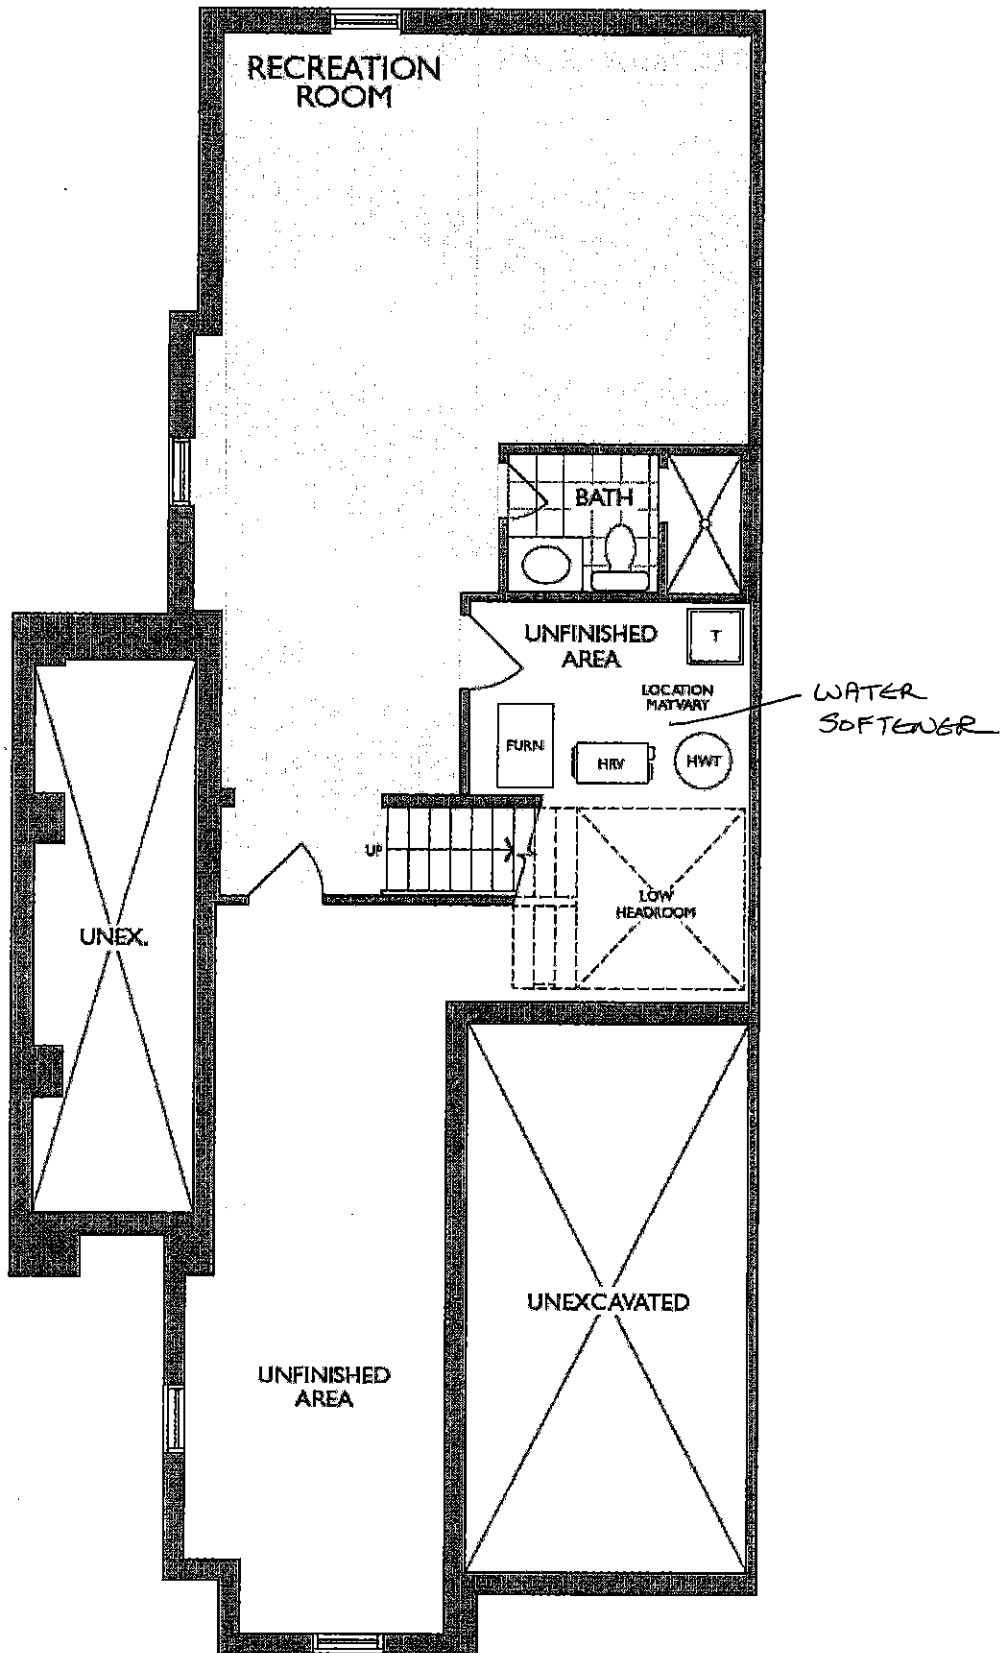 RECREATION
ROOM
BATH
UNFINISHED
AREA
T
LOCATION
MAY VARY
WATER
SOFTENER
FURN
HRV
HWT
UP
LOW
HEADROOM
UNEX.
UNEXCAVATED
UNFINISHED
AREA